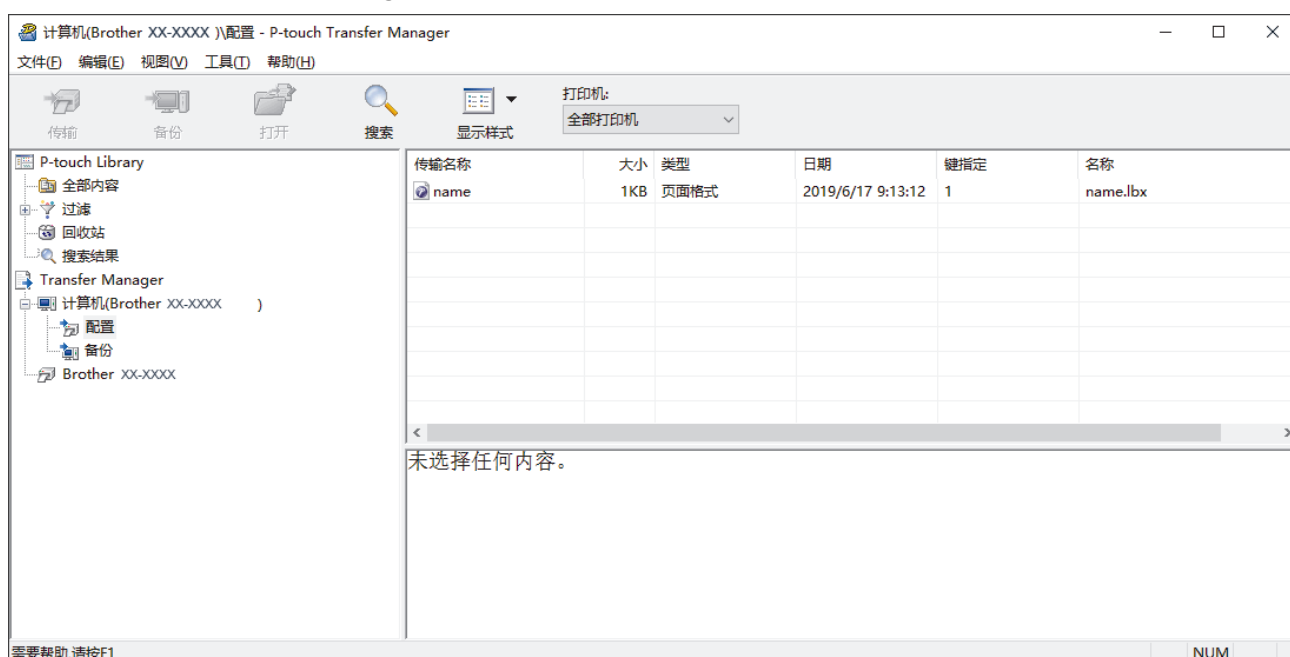 计算机(Brother XX-XXXX )\配置 - P-touch Transfer Manager
文件(F) 编辑(E) 视图(V) 工具(T) 帮助(H)
传输 备份 打开 搜索 显示样式
打印机:
全部打印机
P-touch Library
全部内容
过滤
回收站
搜索结果
Transfer Manager
计算机(Brother XX-XXXX )
配置
备份
Brother XX-XXXX
传输名称 大小 类型 日期 键指定 名称
name 1KB 页面格式 2019/6/17 9:13:12 1 name.lbx
未选择任何内容。
需要帮助 请按F1
NUM